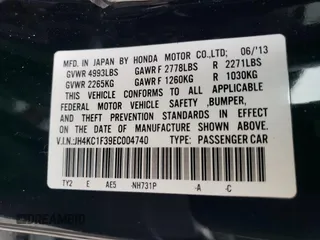 MFD. IN JAPAN BY HONDA MOTOR CO.,LTD; 06/'13
GVWR 4993LBS GAWR F 2778LBS R 2271LBS
GVWR 2265KG GAWR F 1260KG R 1030KG
THIS VEHICLE CONFORMS TO ALL APPLICABLE
FEDERAL MOTOR VEHICLE SAFETY ,BUMPER,
AND THEFT PREVENTION STANDARDS IN EFFECT
ON THE DATE OF MANUFACTURE SHOWN ABOVE.
V.I.N.:JH4KC1F39EC004740 TYPE: PASSENGER CAR
TY2 E AE5 -NH731P -A -C
DREAMBID